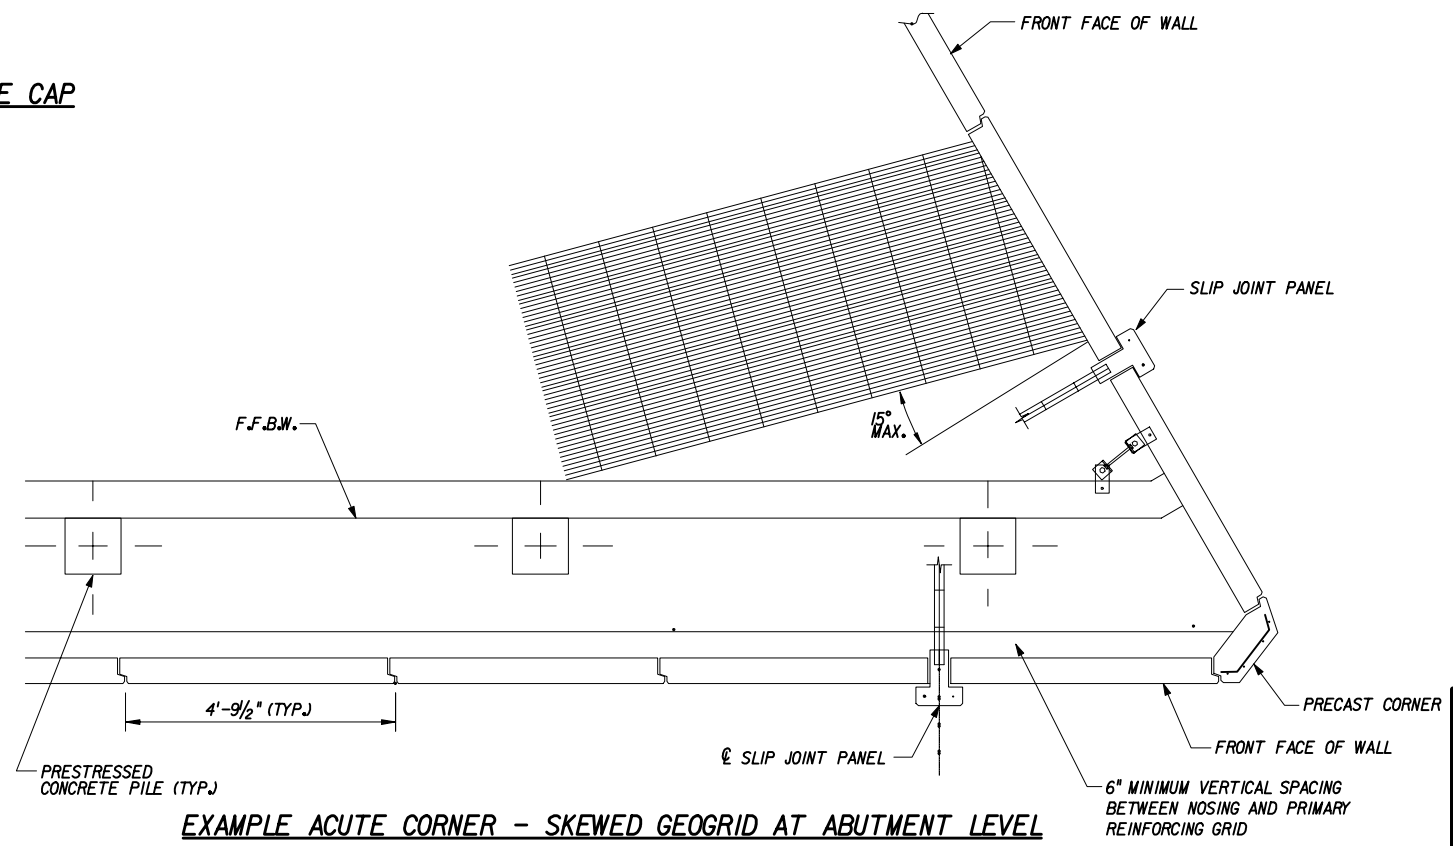 FRONT FACE OF WALL
E CAP
SLIP JOINT PANEL
F.F.B.W.
15°
MAX.
4'-9½" (TYP.)
PRECAST CORNER
FRONT FACE OF WALL
℄ SLIP JOINT PANEL
PRESTRESSED
CONCRETE PILE (TYP.)
6" MINIMUM VERTICAL SPACING
BETWEEN NOSING AND PRIMARY
REINFORCING GRID
EXAMPLE ACUTE CORNER - SKEWED GEOGRID AT ABUTMENT LEVEL